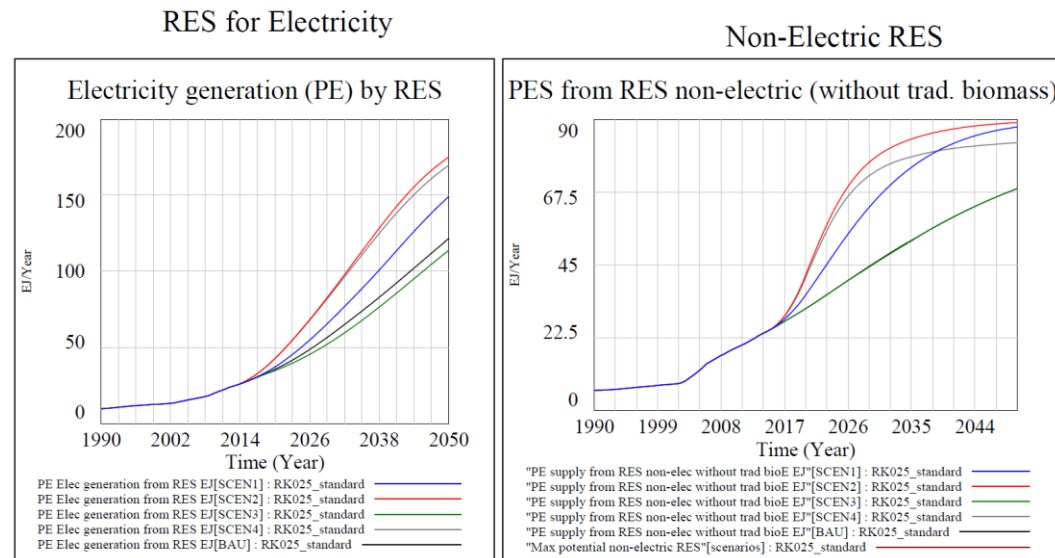 RES for Electricity
Electricity generation (PE) by RES
200
150
100
50
0
EJ/Year
1990 2002 2014 2026 2038 2050
Time (Year)
PE Elec generation from RES EJ[SCEN1] : RK025_standard
PE Elec generation from RES EJ[SCEN2] : RK025_standard
PE Elec generation from RES EJ[SCEN3] : RK025_standard
PE Elec generation from RES EJ[SCEN4] : RK025_standard
PE Elec generation from RES EJ[BAU] : RK025_standard
Non-Electric RES
PES from RES non-electric (without trad. biomass)
90
67.5
45
22.5
0
EJ/Year
1990 1999 2008 2017 2026 2035 2044
Time (Year)
"PE supply from RES non-elec without trad bioE EJ"[SCEN1] : RK025_standard
"PE supply from RES non-elec without trad bioE EJ"[SCEN2] : RK025_standard
"PE supply from RES non-elec without trad bioE EJ"[SCEN3] : RK025_standard
"PE supply from RES non-elec without trad bioE EJ"[SCEN4] : RK025_standard
"PE supply from RES non-elec without trad bioE EJ"[BAU] : RK025_standard
"Max potential non-electric RES"[scenarios] : RK025_standard